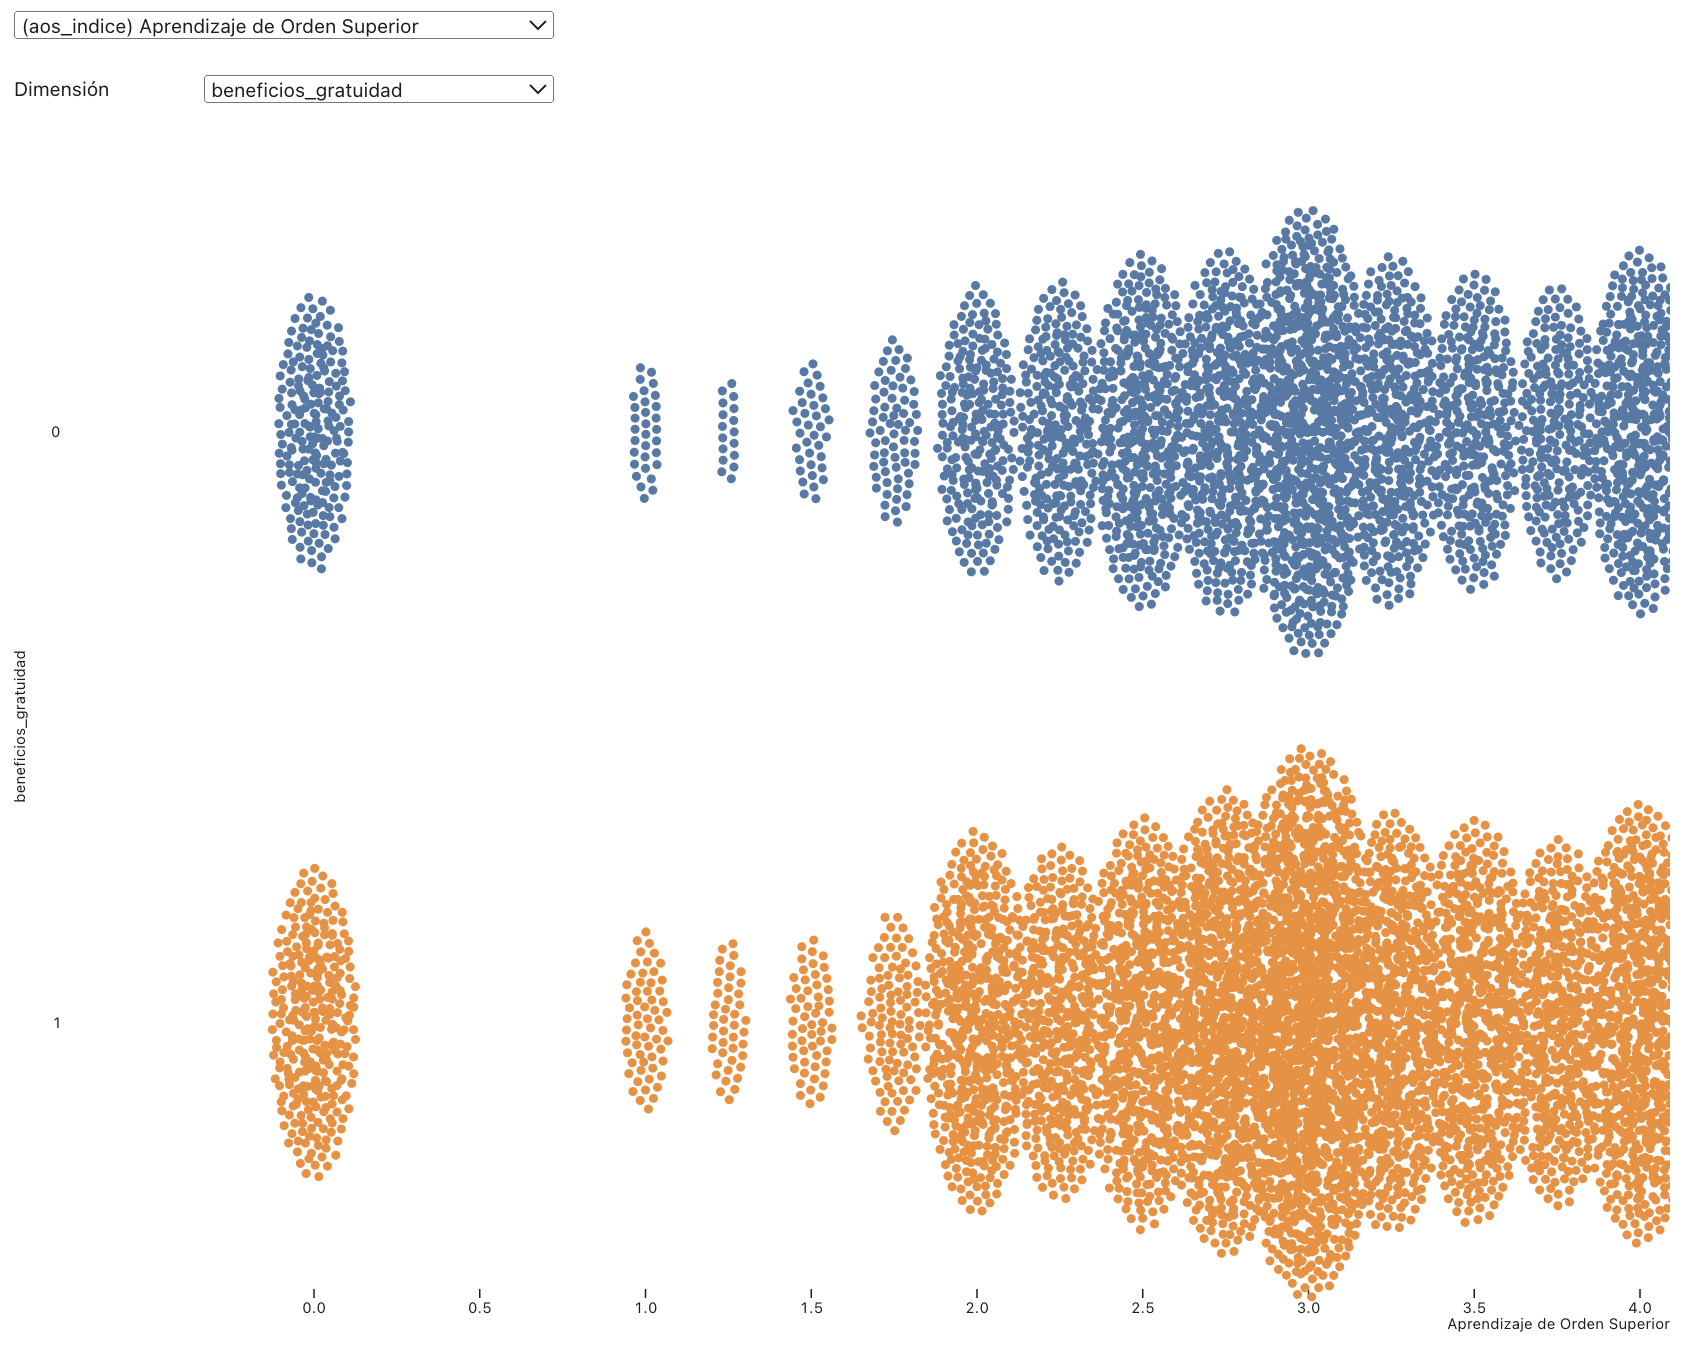 (aos_indice) Aprendizaje de Orden Superior
Dimensión beneficios_gratuidad
0
beneficios_gratuidad
1
0.0 0.5 1.0 1.5 2.0 2.5 3.0 3.5 4.0
Aprendizaje de Orden Superior